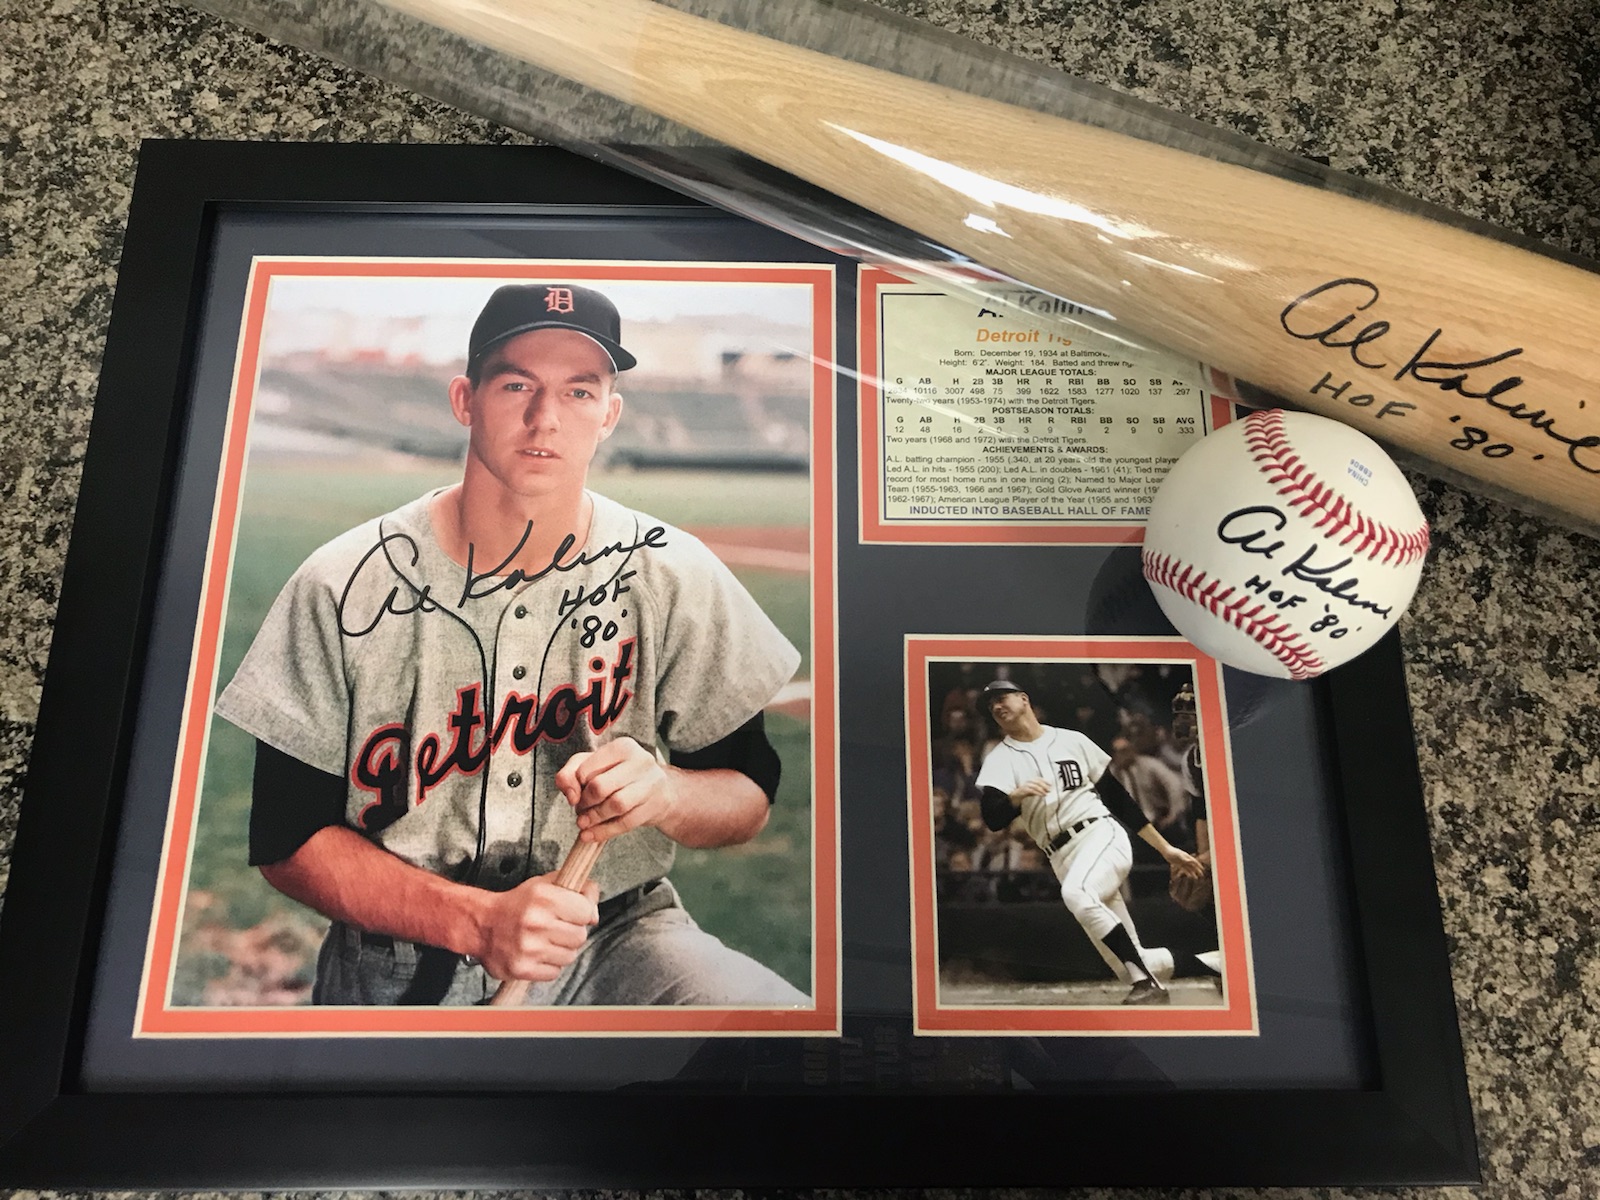 Al Kaline
HOF '80'
D
Al Kaline
HOF
'80'
Detroit
Detroit
Born: December 19, 1934 at Baltimore,
Height: 6'2" Weight: 184 Batted and threw
MAJOR LEAGUE TOTALS:
G AB H 2B 3B HR R RBI BB SO SB
10116 3007 498 75 399 1622 1583 1277 1020 137 .297
Twenty-two years (1953-1974) with the Detroit Tigers.
POSTSEASON TOTALS:
G AB H 2B 3B HR R RBI BB SO SB AVG
12 48 16 2 0 3 9 9 2 9 0 .333
Two years (1968 and 1972) with the Detroit Tigers.
ACHIEVEMENTS & AWARDS:
A.L. batting champion - 1955 (.340, at 20 years old the youngest
Led A.L. in hits - 1955 (200); Led A.L. in doubles - 1961 (41); Tied
record for most home runs in one inning (2); Named to Major
Team (1955-1963, 1966 and 1967); Gold Glove Award winner
1962-1967); American League Player of the Year (1955 and 1963
INDUCTED INTO BASEBALL HALL OF FAME
CHINA
Al Kaline
HOF '80'
D